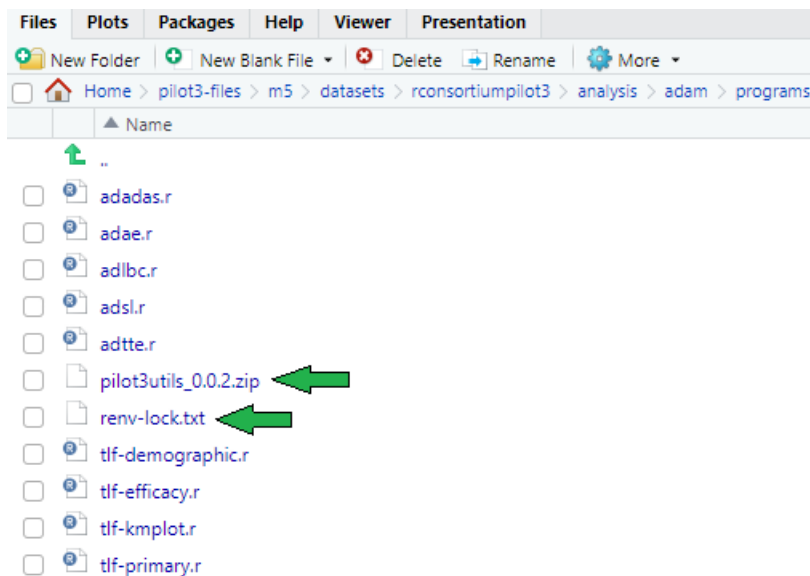 Files Plots Packages Help Viewer Presentation
New Folder New Blank File Delete Rename More
Home > pilot3-files > m5 > datasets > rconsortiumpilot3 > analysis > adam > programs
Name
..
adadas.r
adae.r
adlbc.r
adsl.r
adtte.r
pilot3utils_0.0.2.zip
renv-lock.txt
tlf-demographic.r
tlf-efficacy.r
tlf-kmplot.r
tlf-primary.r